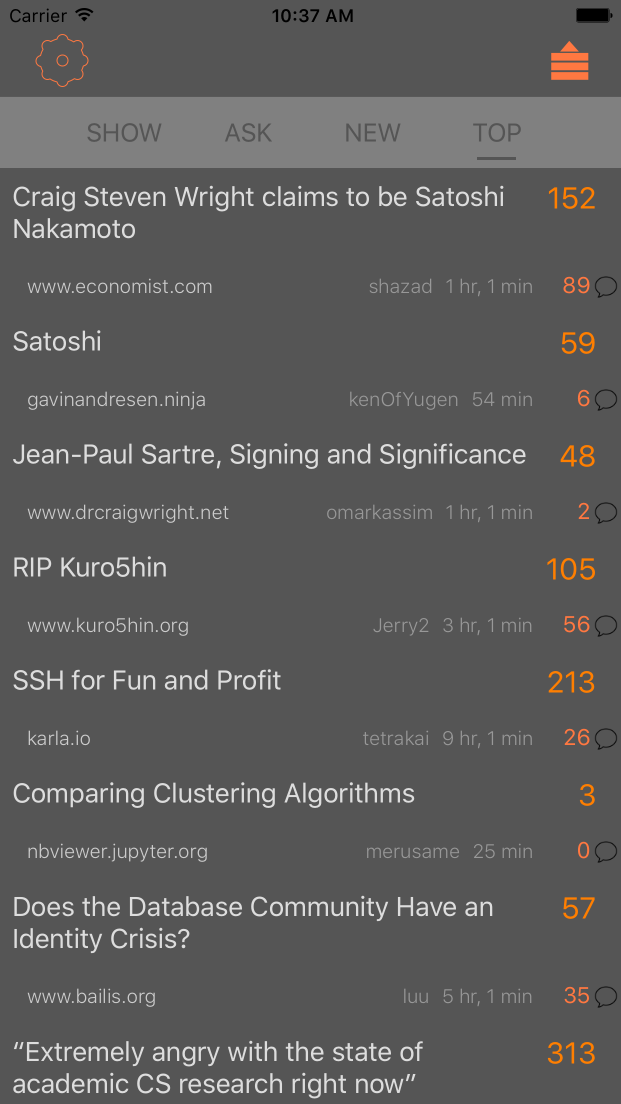 Carrier 10:37 AM
SHOW ASK NEW TOP
Craig Steven Wright claims to be Satoshi 152
Nakamoto
www.economist.com shazad 1 hr, 1 min 89
Satoshi 59
gavinandresen.ninja kenOfYugen 54 min 6
Jean-Paul Sartre, Signing and Significance 48
www.drcraigwright.net omarkassim 1 hr, 1 min 2
RIP Kuro5hin 105
www.kuro5hin.org Jerry2 3 hr, 1 min 56
SSH for Fun and Profit 213
karla.io tetrakai 9 hr, 1 min 26
Comparing Clustering Algorithms 3
nbviewer.jupyter.org merusame 25 min 0
Does the Database Community Have an 57
Identity Crisis?
www.bailis.org luu 5 hr, 1 min 35
“Extremely angry with the state of 313
academic CS research right now”